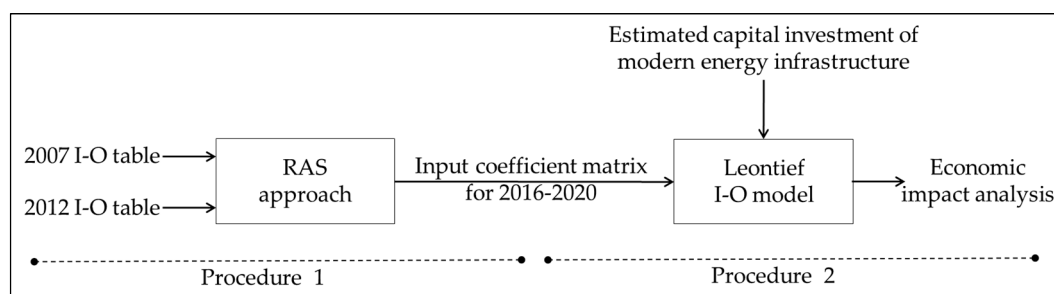 Estimated capital investment of
modern energy infrastructure
2007 I-O table
2012 I-O table
RAS
approach
Input coefficient matrix
for 2016-2020
Leontief
I-O model
Economic
impact analysis
Procedure 1
Procedure 2